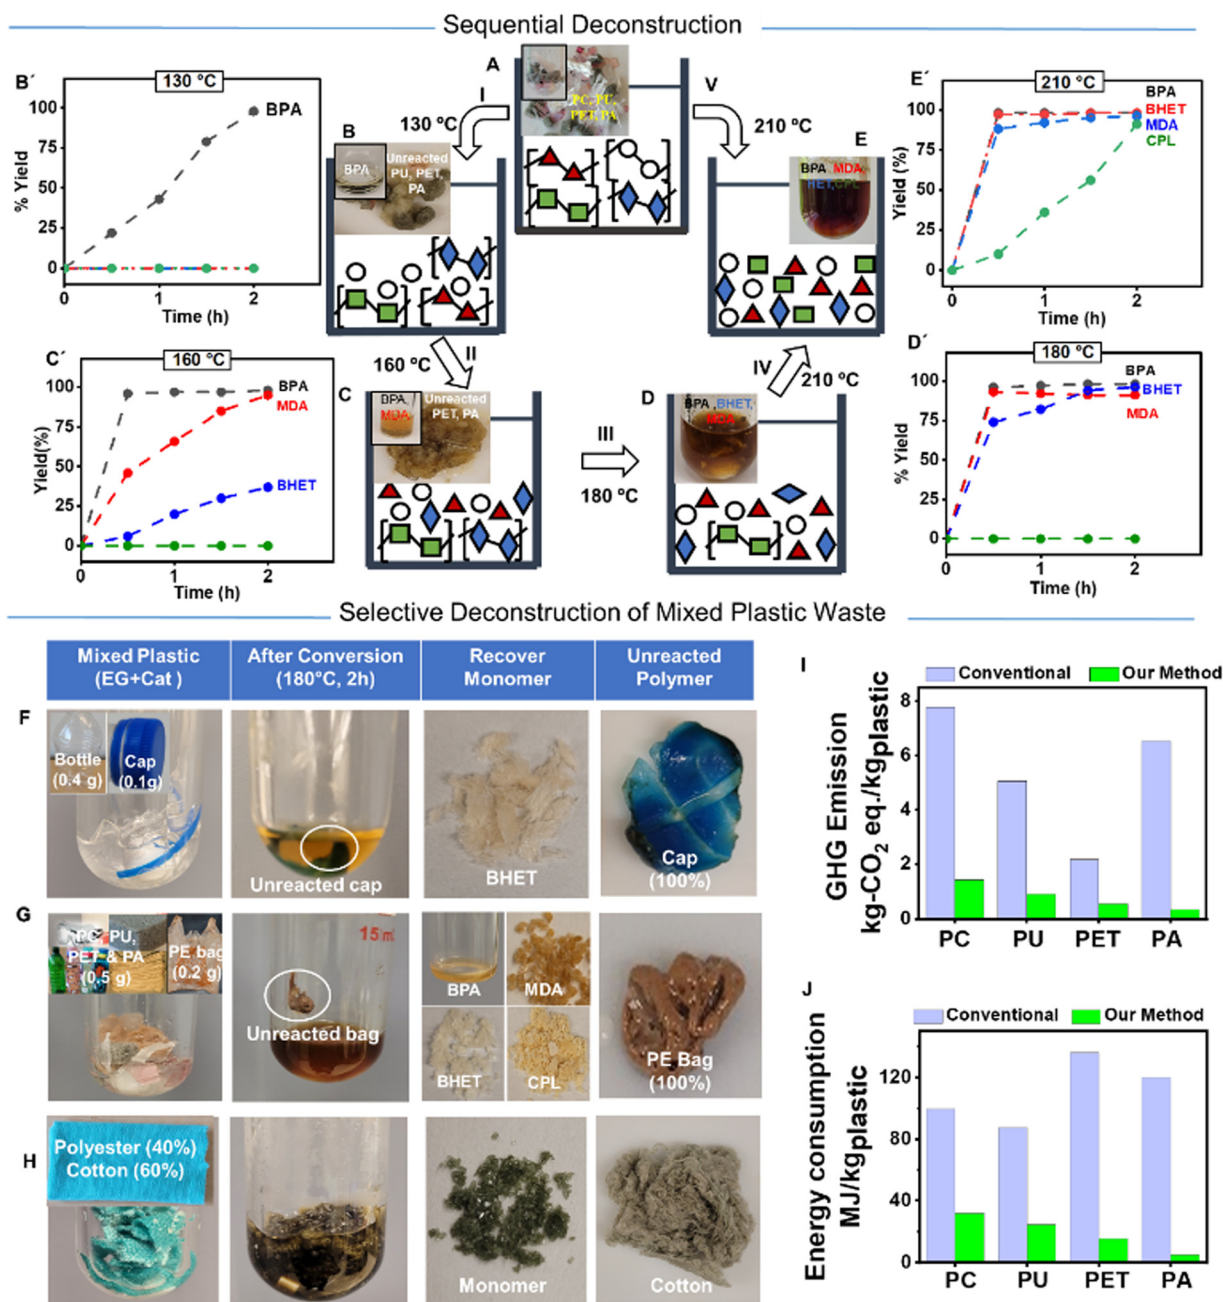 Sequential Deconstruction
B´
130 °C
% Yield
100
75
50
25
0
BPA
0
1
2
Time (h)
A
PC, PU,
PET, PA
I
130 ºC
V
210 ºC
B
BPA
Unreacted
PU, PET,
PA
E
BPA MDA,
HET,CPL
E´
210 °C
Yield (%)
100
75
50
25
0
BPA
BHET
MDA
CPL
0
1
2
Time (h)
C´
160 °C
Yield(%)
100
75
50
25
0
BPA
MDA
BHET
0
1
2
Time (h)
160 ºC
II
C
BPA,
MDA,
Unreacted
PET, PA
III
180 ºC
D
BPA ,BHET,
MDA
IV
210 ºC
D´
180 °C
% Yield
100
75
50
25
0
BPA
BHET
MDA
0
1
2
Time (h)
Selective Deconstruction of Mixed Plastic Waste
Mixed Plastic
(EG+Cat )
After Conversion
(180°C, 2h)
Recover
Monomer
Unreacted
Polymer
F
Bottle
(0.4 g)
Cap
(0.1g)
Unreacted cap
BHET
Cap
(100%)
G
PC, PU,
PET & PA
(0.5 g)
PE bag
(0.2 g)
15 ml
Unreacted bag
BPA
MDA
BHET
CPL
PE Bag
(100%)
H
Polyester (40%)
Cotton (60%)
Monomer
Cotton
I
Conventional
Our Method
GHG Emission
kg-CO2 eq./kgplastic
8
6
4
2
0
PC
PU
PET
PA
J
Conventional
Our Method
Energy consumption
MJ/kgplastic
120
80
40
0
PC
PU
PET
PA